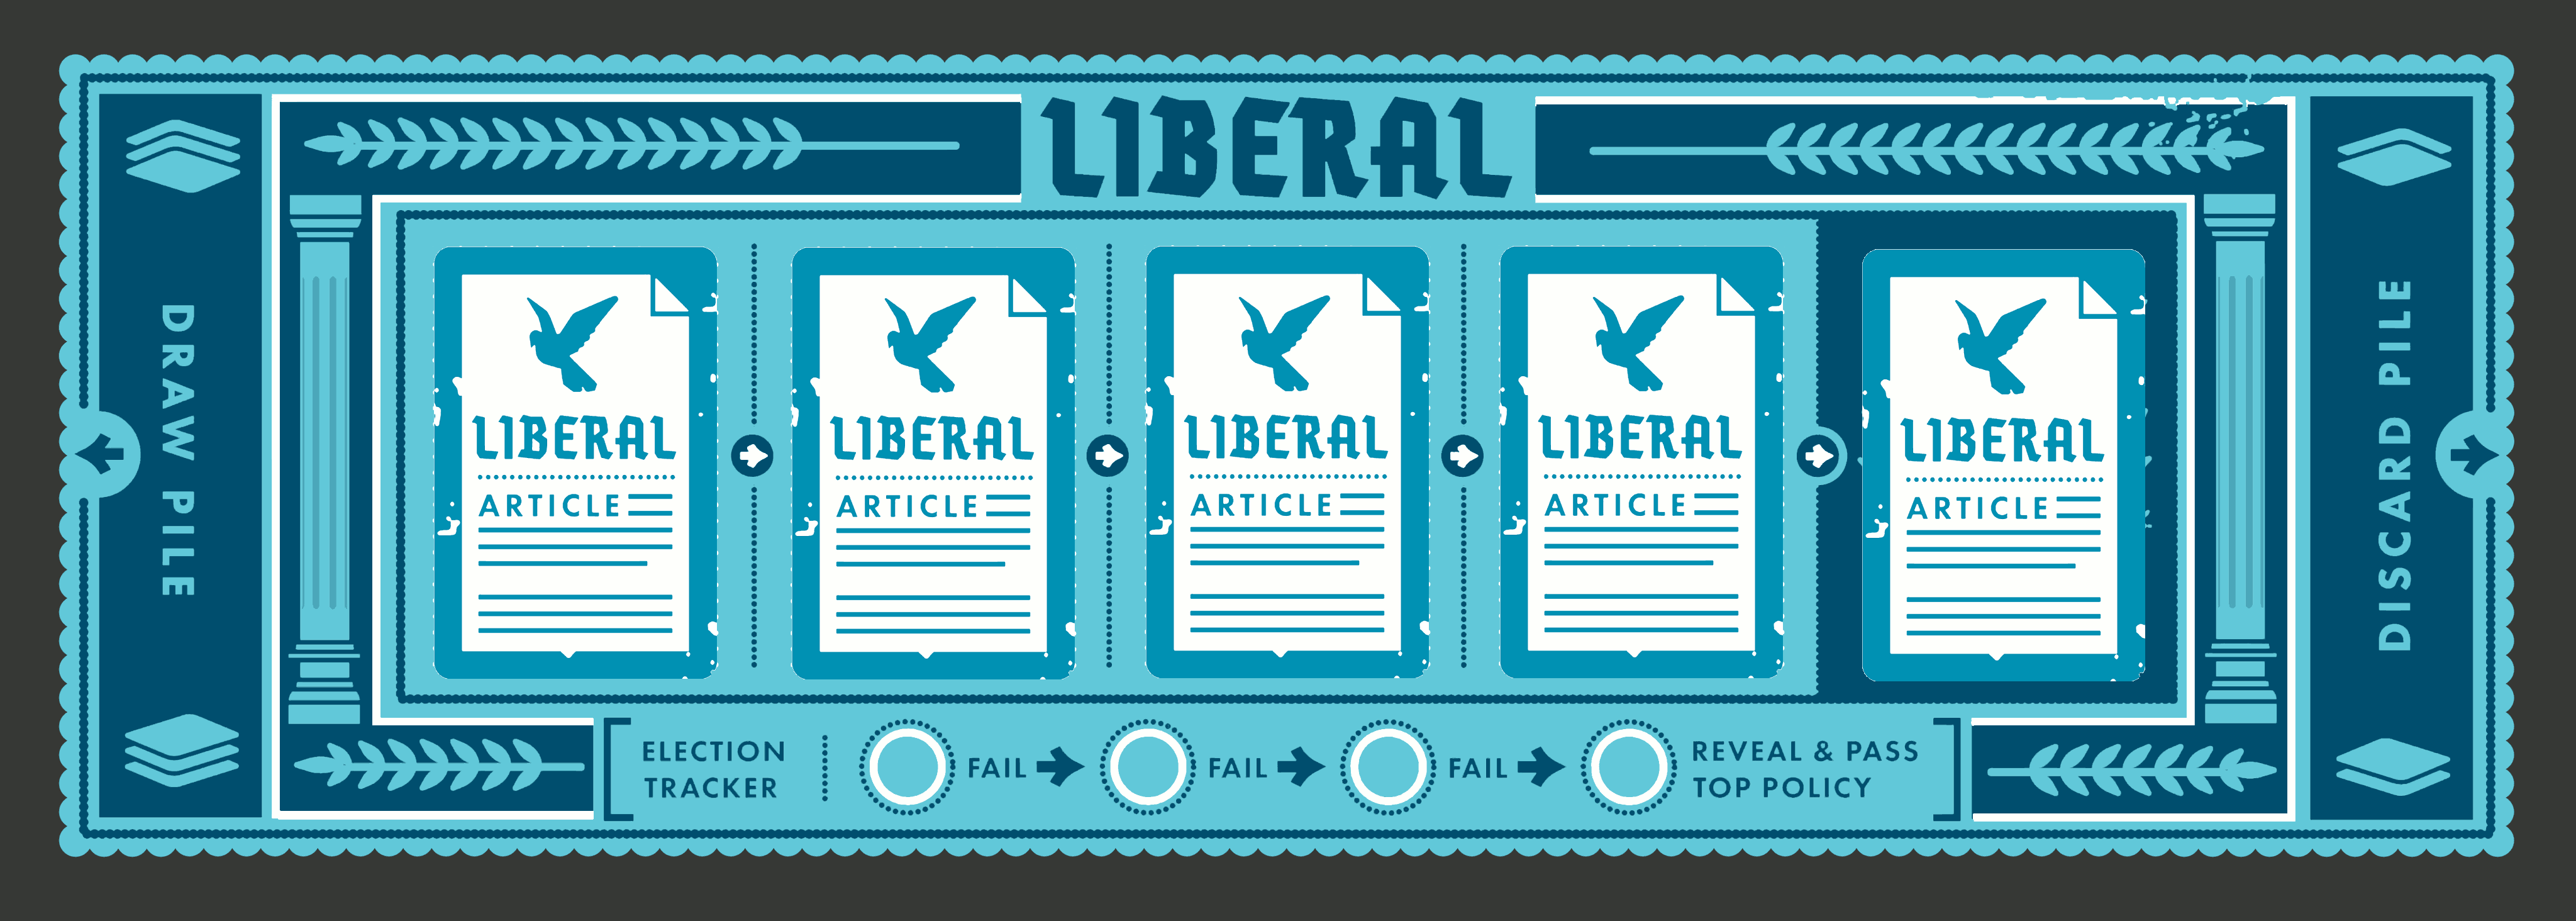 LIBERAL
DRAW PILE
LIBERAL
ARTICLE
LIBERAL
ARTICLE
LIBERAL
ARTICLE
LIBERAL
ARTICLE
LIBERAL
ARTICLE
DISCARD PILE
ELECTION
TRACKER
FAIL
FAIL
FAIL
REVEAL & PASS
TOP POLICY